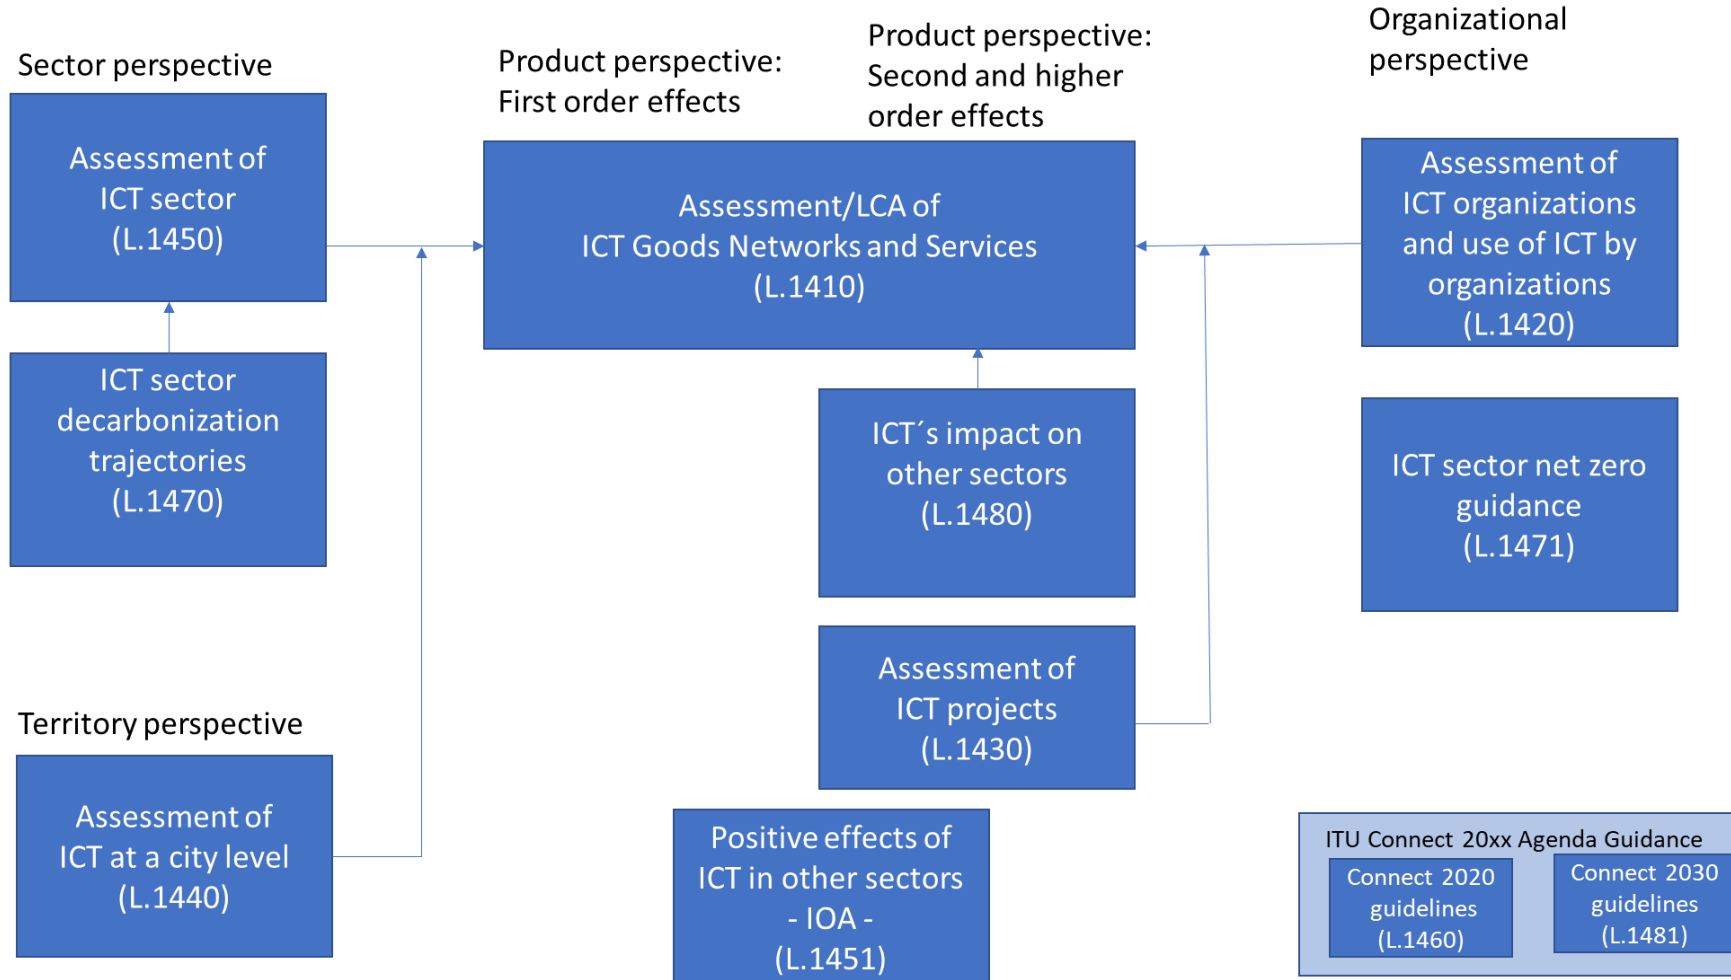 Sector perspective
Assessment of
ICT sector
(L.1450)
ICT sector
decarbonization
trajectories
(L.1470)
Territory perspective
Assessment of
ICT at a city level
(L.1440)
Product perspective:
First order effects
Product perspective:
Second and higher
order effects
Assessment/LCA of
ICT Goods Networks and Services
(L.1410)
ICT´s impact on
other sectors
(L.1480)
Assessment of
ICT projects
(L.1430)
Positive effects of
ICT in other sectors
- IOA -
(L.1451)
Organizational
perspective
Assessment of
ICT organizations
and use of ICT by
organizations
(L.1420)
ICT sector net zero
guidance
(L.1471)
ITU Connect 20xx Agenda Guidance
Connect 2020
guidelines
(L.1460)
Connect 2030
guidelines
(L.1481)